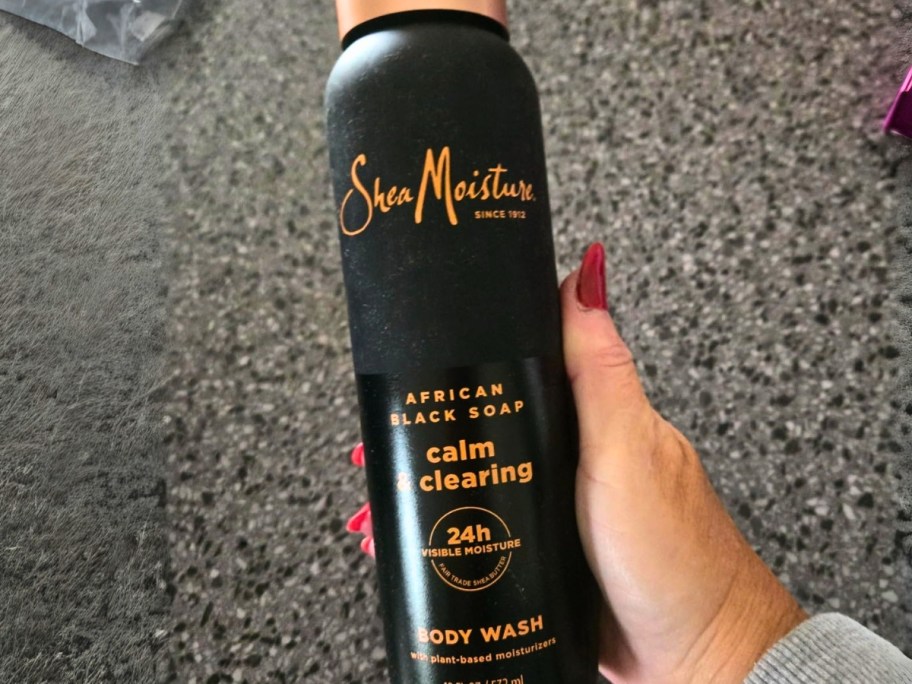 SheaMoisture
SINCE 1912
AFRICAN
BLACK SOAP
calm
& clearing
24h
VISIBLE MOISTURE
FAIR TRADE SHEA BUTTER
BODY WASH
with plant-based moisturizers